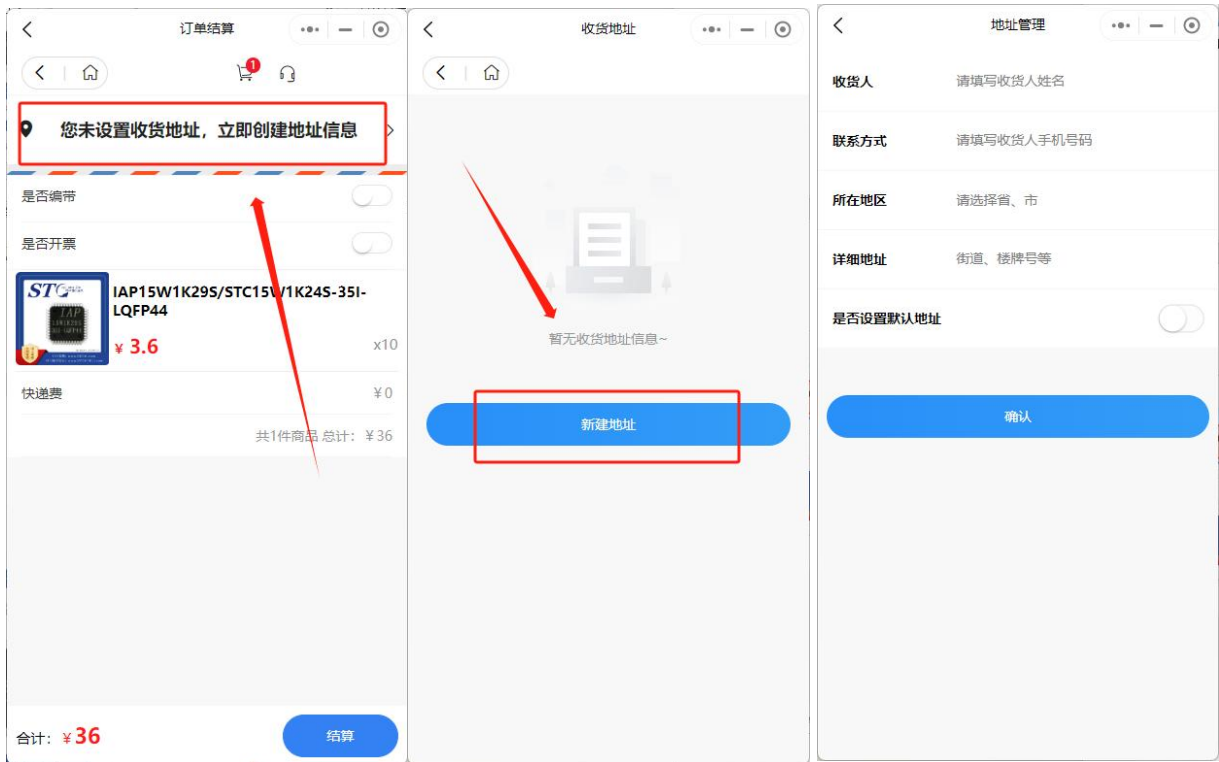 订单结算
1
您未设置收货地址，立即创建地址信息
是否编带
是否开票
STC
IAP
IAP15W1K29S/STC15W1K24S-35I-
LQFP44
¥ 3.6
x10
快递费
¥0
共1件商品 总计：¥36
合计：¥36
结算
收货地址
暂无收货地址信息~
新建地址
地址管理
收货人
请填写收货人姓名
联系方式
请填写收货人手机号码
所在地区
请选择省、市
详细地址
街道、楼牌号等
是否设置默认地址
确认